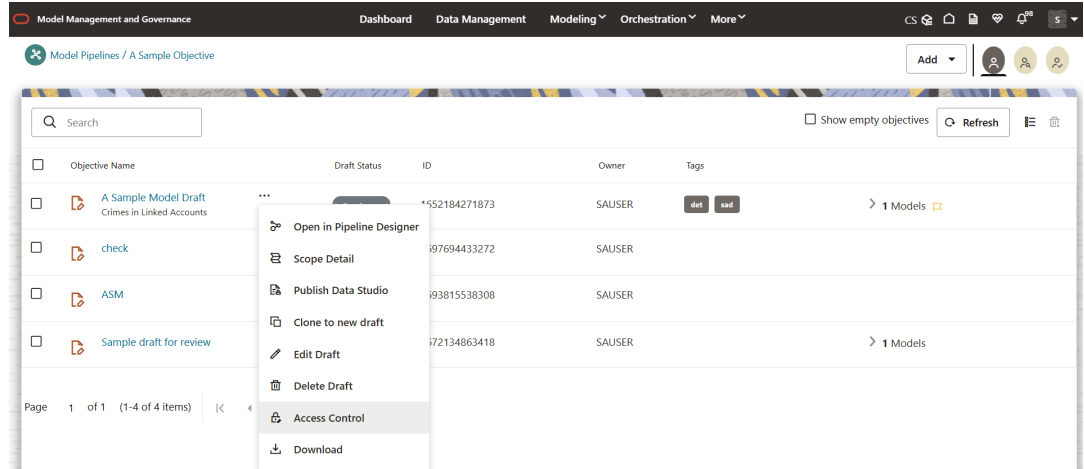 Model Management and Governance Dashboard Data Management Modeling Orchestration More CS 98 S
Model Pipelines / A Sample Objective Add
Search Show empty objectives Refresh
Objective Name Draft Status ID Owner Tags
A Sample Model Draft ... 1652184271873 SAUSER det sad 1 Models
Crimes in Linked Accounts
Open in Pipeline Designer
check 697694433272 SAUSER
Scope Detail
Publish Data Studio
ASM 693815538308 SAUSER
Clone to new draft
Sample draft for review 672134863418 SAUSER 1 Models
Edit Draft
Delete Draft
Page 1 of 1 (1-4 of 4 items)
Access Control
Download